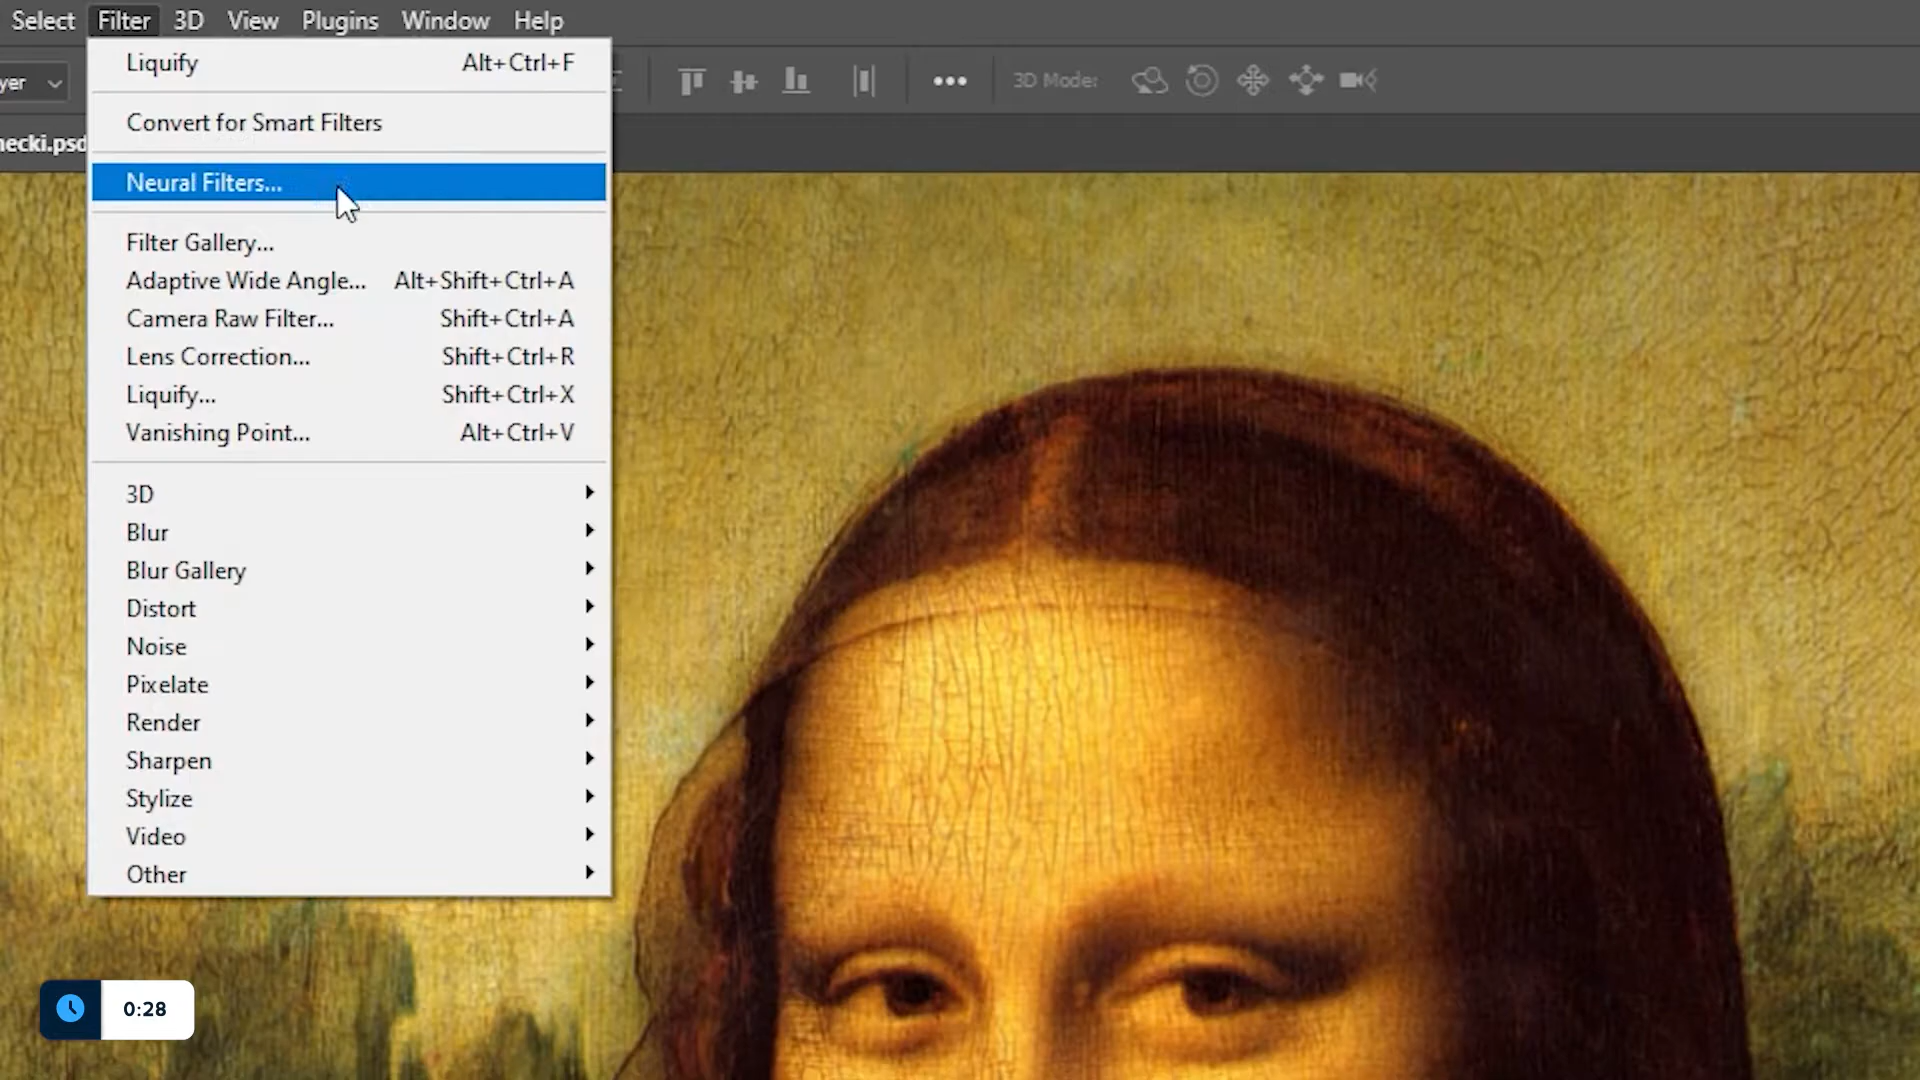 Select Filter 3D View Plugins Window Help
yer
3D Mode:
necki.psd
Liquify Alt+Ctrl+F
Convert for Smart Filters
Neural Filters...
Filter Gallery...
Adaptive Wide Angle... Alt+Shift+Ctrl+A
Camera Raw Filter... Shift+Ctrl+A
Lens Correction... Shift+Ctrl+R
Liquify... Shift+Ctrl+X
Vanishing Point... Alt+Ctrl+V
3D
Blur
Blur Gallery
Distort
Noise
Pixelate
Render
Sharpen
Stylize
Video
Other
0:28